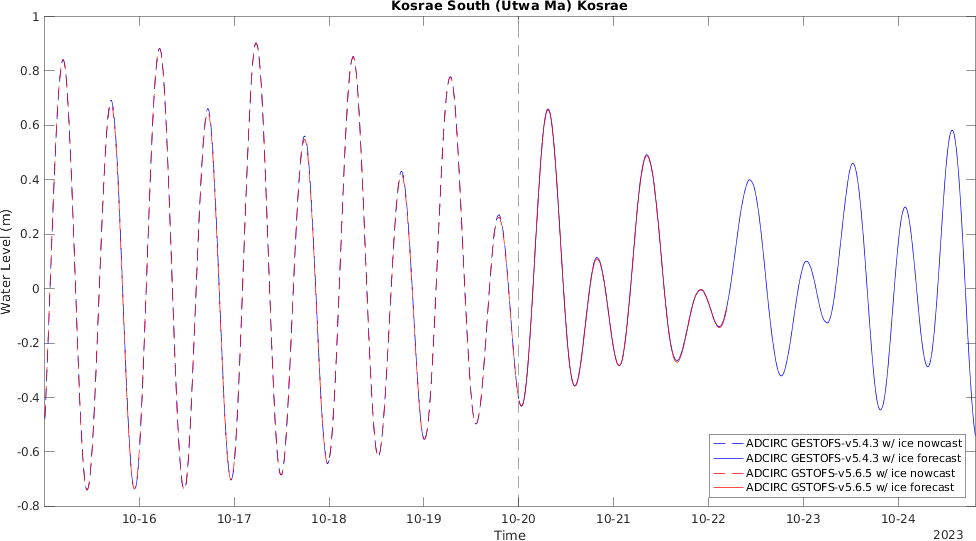 Kosrae South (Utwa Ma) Kosrae
Water Level (m)
1
0.8
0.6
0.4
0.2
0
-0.2
-0.4
-0.6
-0.8
ADCIRC GESTOFS-v5.4.3 w/ ice nowcast
ADCIRC GESTOFS-v5.4.3 w/ ice forecast
ADCIRC GSTOFS-v5.6.5 w/ ice nowcast
ADCIRC GSTOFS-v5.6.5 w/ ice forecast
10-16 10-17 10-18 10-19 10-20 10-21 10-22 10-23 10-24
Time
2023